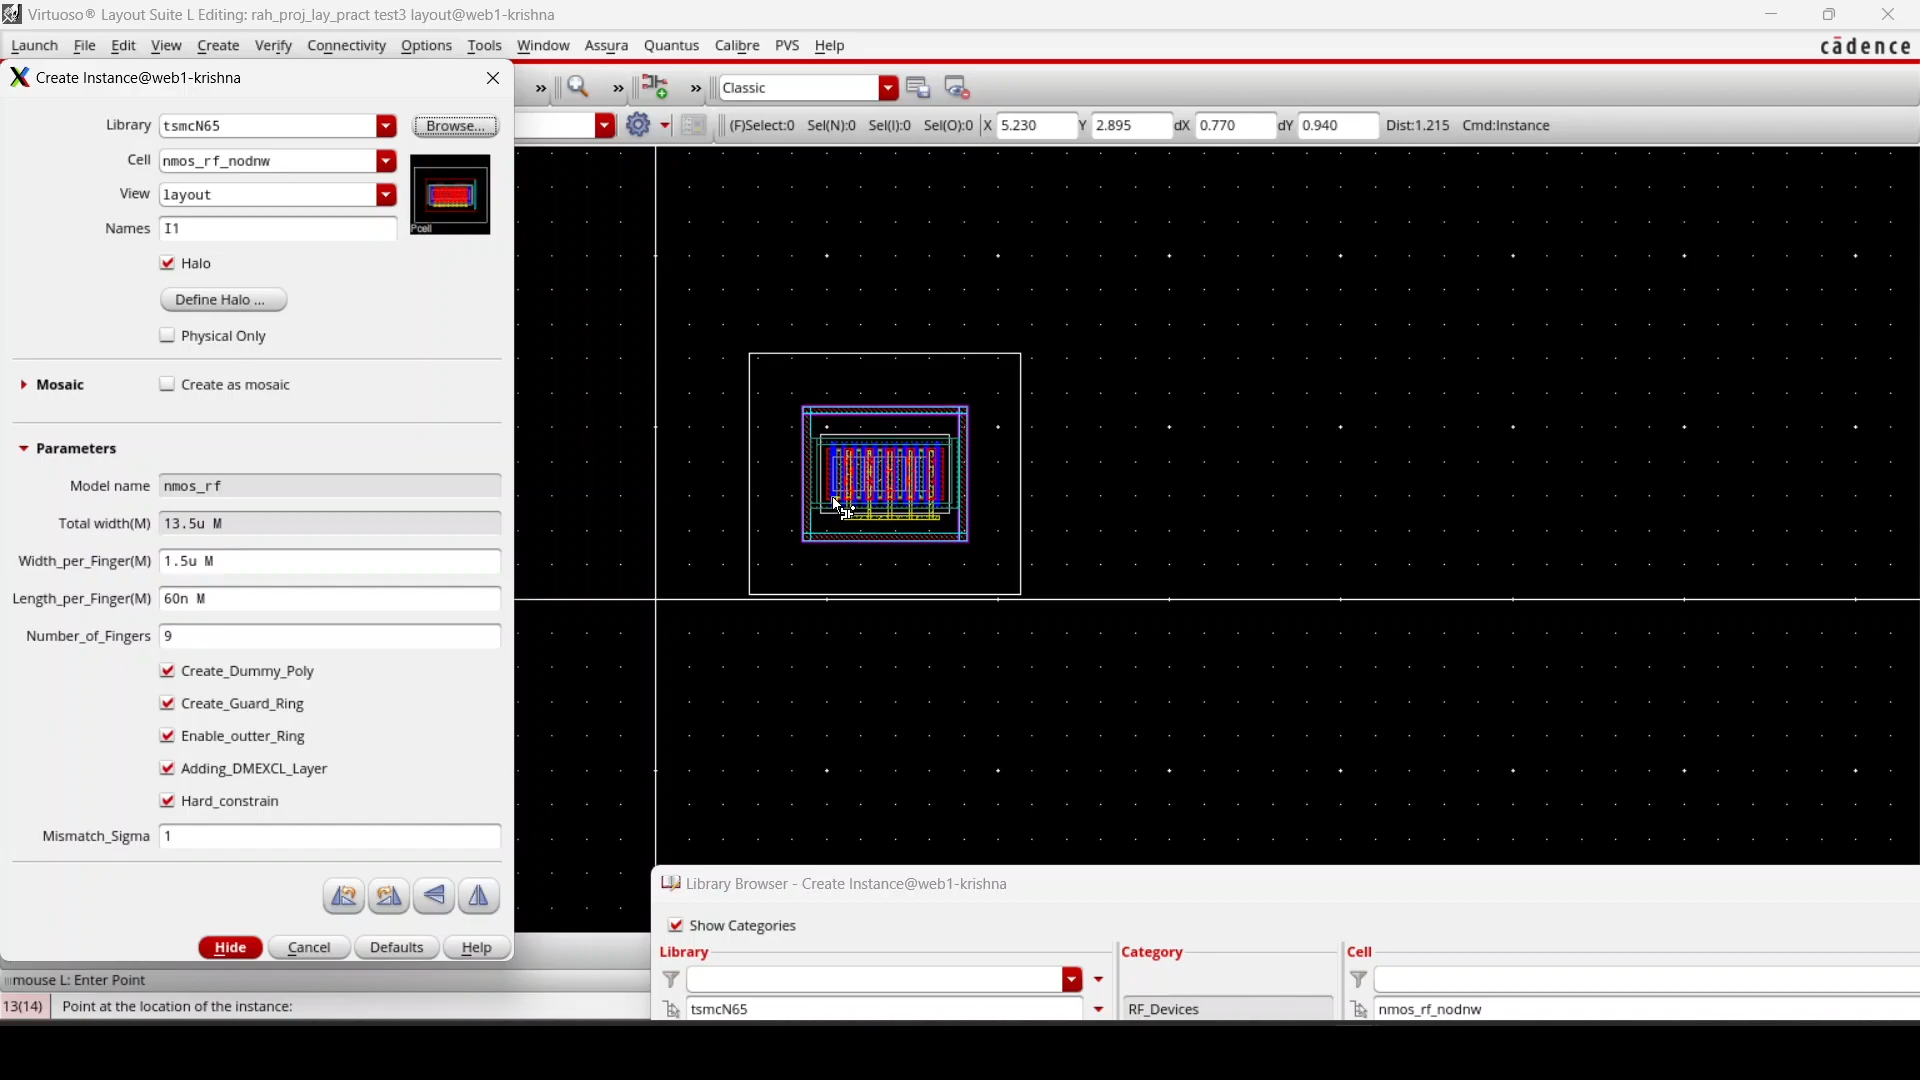 Virtuoso® Layout Suite L Editing: rah_proj_lay_pract test3 layout@web1-krishna
Launch File Edit View Create Verify Connectivity Options Tools Window Assura Quantus Calibre PVS Help
cādence
Create Instance@web1-krishna
» » » Classic
Library tsmcN65 Browse...
(F)Select:0 Sel(N):0 Sel(I):0 Sel(O):0 X 5.230 Y 2.895 dX 0.770 dY 0.940 Dist:1.215 Cmd:Instance
Cell nmos_rf_nodnw
View layout
Pcell
Names I1
Halo
Define Halo ...
Physical Only
Mosaic Create as mosaic
Parameters
Model name nmos_rf
Total width(M) 13.5u M
Width_per_Finger(M) 1.5u M
Length_per_Finger(M) 60n M
Number_of_Fingers 9
Create_Dummy_Poly
Create_Guard_Ring
Enable_outter_Ring
Adding_DMEXCL_Layer
Hard_constrain
Mismatch_Sigma 1
Hide Cancel Defaults Help
mouse L: Enter Point
13(14) Point at the location of the instance:
Library Browser - Create Instance@web1-krishna
Show Categories
Library Category Cell
tsmcN65 RF_Devices nmos_rf_nodnw